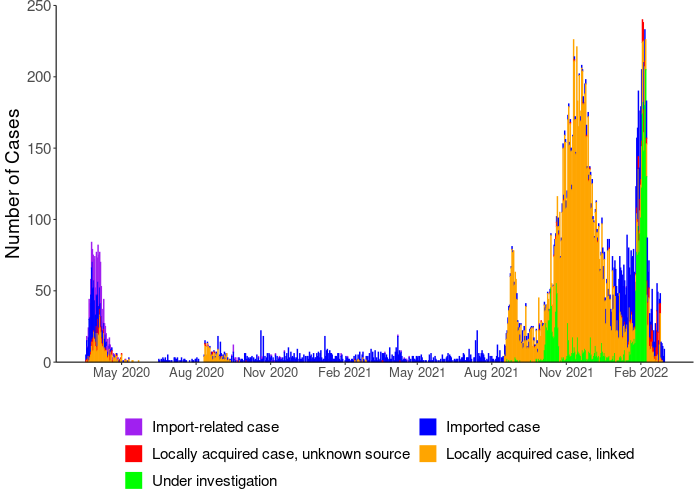 Number of Cases
250
200
150
100
50
0
May 2020 Aug 2020 Nov 2020 Feb 2021 May 2021 Aug 2021 Nov 2021 Feb 2022
Import-related case Imported case
Locally acquired case, unknown source Locally acquired case, linked
Under investigation